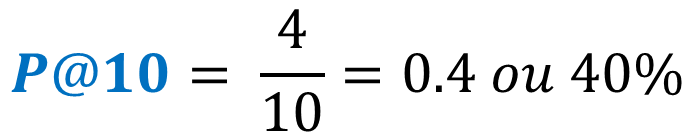 P@10 = 4/10 = 0.4 ou 40%